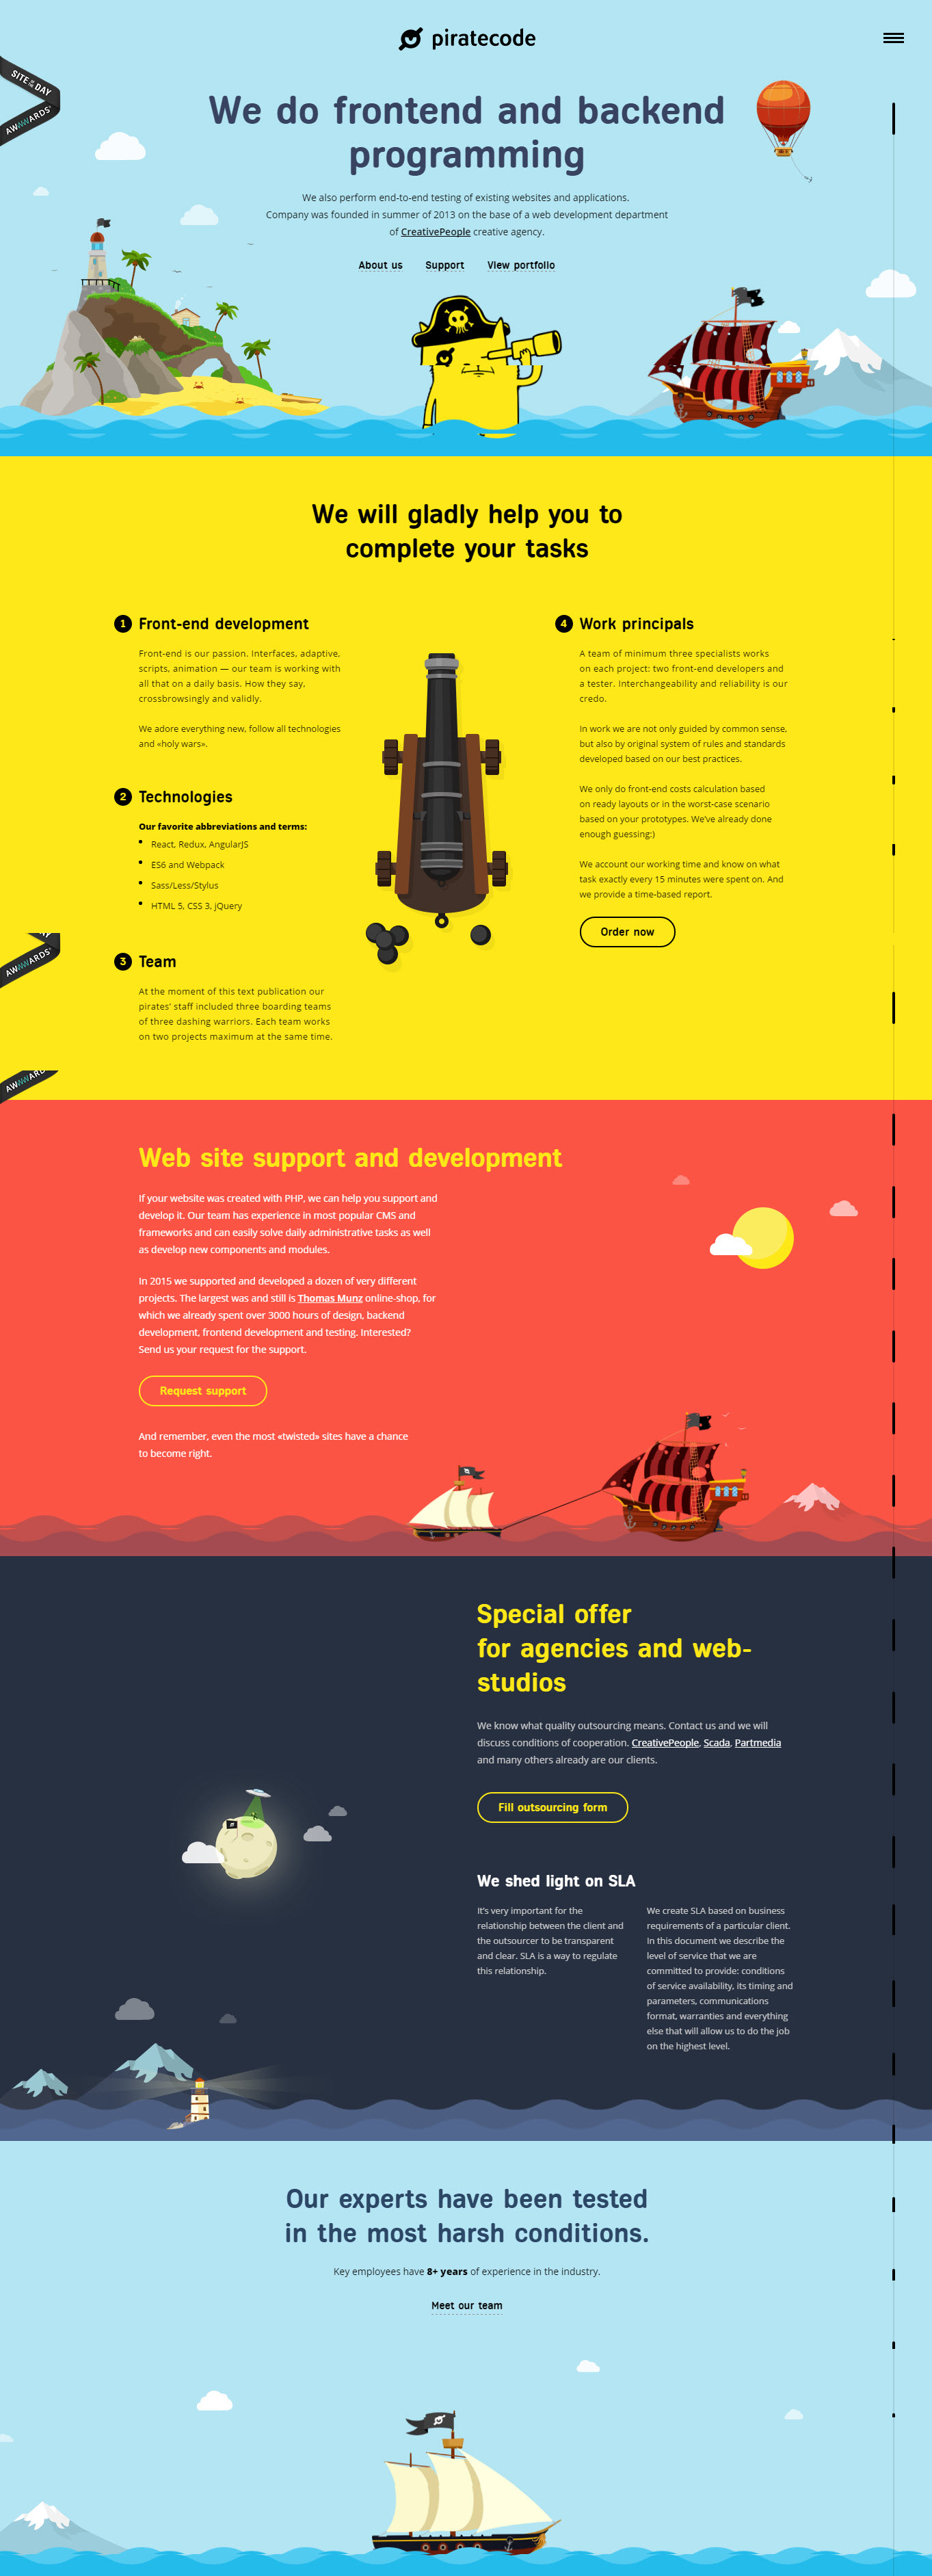 piratecode
SITE OF THE DAY
AWWWARDS
We do frontend and backend
programming
We also perform end-to-end testing of existing websites and applications.
Company was founded in summer of 2013 on the base of a web development department
of CreativePeople creative agency.
About us Support View portfolio
We will gladly help you to
complete your tasks
1 Front-end development
Front-end is our passion. Interfaces, adaptive,
scripts, animation — our team is working with
all that on a daily basis. How they say,
crossbrowsingly and validly.
We adore everything new, follow all technologies
and «holy wars».
2 Technologies
Our favorite abbreviations and terms:
React, Redux, AngularJS
ES6 and Webpack
Sass/Less/Stylus
HTML 5, CSS 3, jQuery
AWWWARDS
3 Team
At the moment of this text publication our
pirates’ staff included three boarding teams
of three dashing warriors. Each team works
on two projects maximum at the same time.
4 Work principals
A team of minimum three specialists works
on each project: two front-end developers and
a tester. Interchangeability and reliability is our
credo.
In work we are not only guided by common sense,
but also by original system of rules and standards
developed based on our best practices.
We only do front-end costs calculation based
on ready layouts or in the worst-case scenario
based on your prototypes. We’ve already done
enough guessing:)
We account our working time and know on what
task exactly every 15 minutes were spent on. And
we provide a time-based report.
Order now
AWWWARDS
Web site support and development
If your website was created with PHP, we can help you support and
develop it. Our team has experience in most popular CMS and
frameworks and can easily solve daily administrative tasks as well
as develop new components and modules.
In 2015 we supported and developed a dozen of very different
projects. The largest was and still is Thomas Munz online-shop, for
which we already spent over 3000 hours of design, backend
development, frontend development and testing. Interested?
Send us your request for the support.
Request support
And remember, even the most «twisted» sites have a chance
to become right.
Special offer
for agencies and web-
studios
We know what quality outsourcing means. Contact us and we will
discuss conditions of cooperation. CreativePeople, Scada, Partmedia
and many others already are our clients.
Fill outsourcing form
We shed light on SLA
It’s very important for the
relationship between the client and
the outsourcer to be transparent
and clear. SLA is a way to regulate
this relationship.
We create SLA based on business
requirements of a particular client.
In this document we describe the
level of service that we are
committed to provide: conditions
of service availability, its timing and
parameters, communications
format, warranties and everything
else that will allow us to do the job
on the highest level.
Our experts have been tested
in the most harsh conditions.
Key employees have 8+ years of experience in the industry.
Meet our team